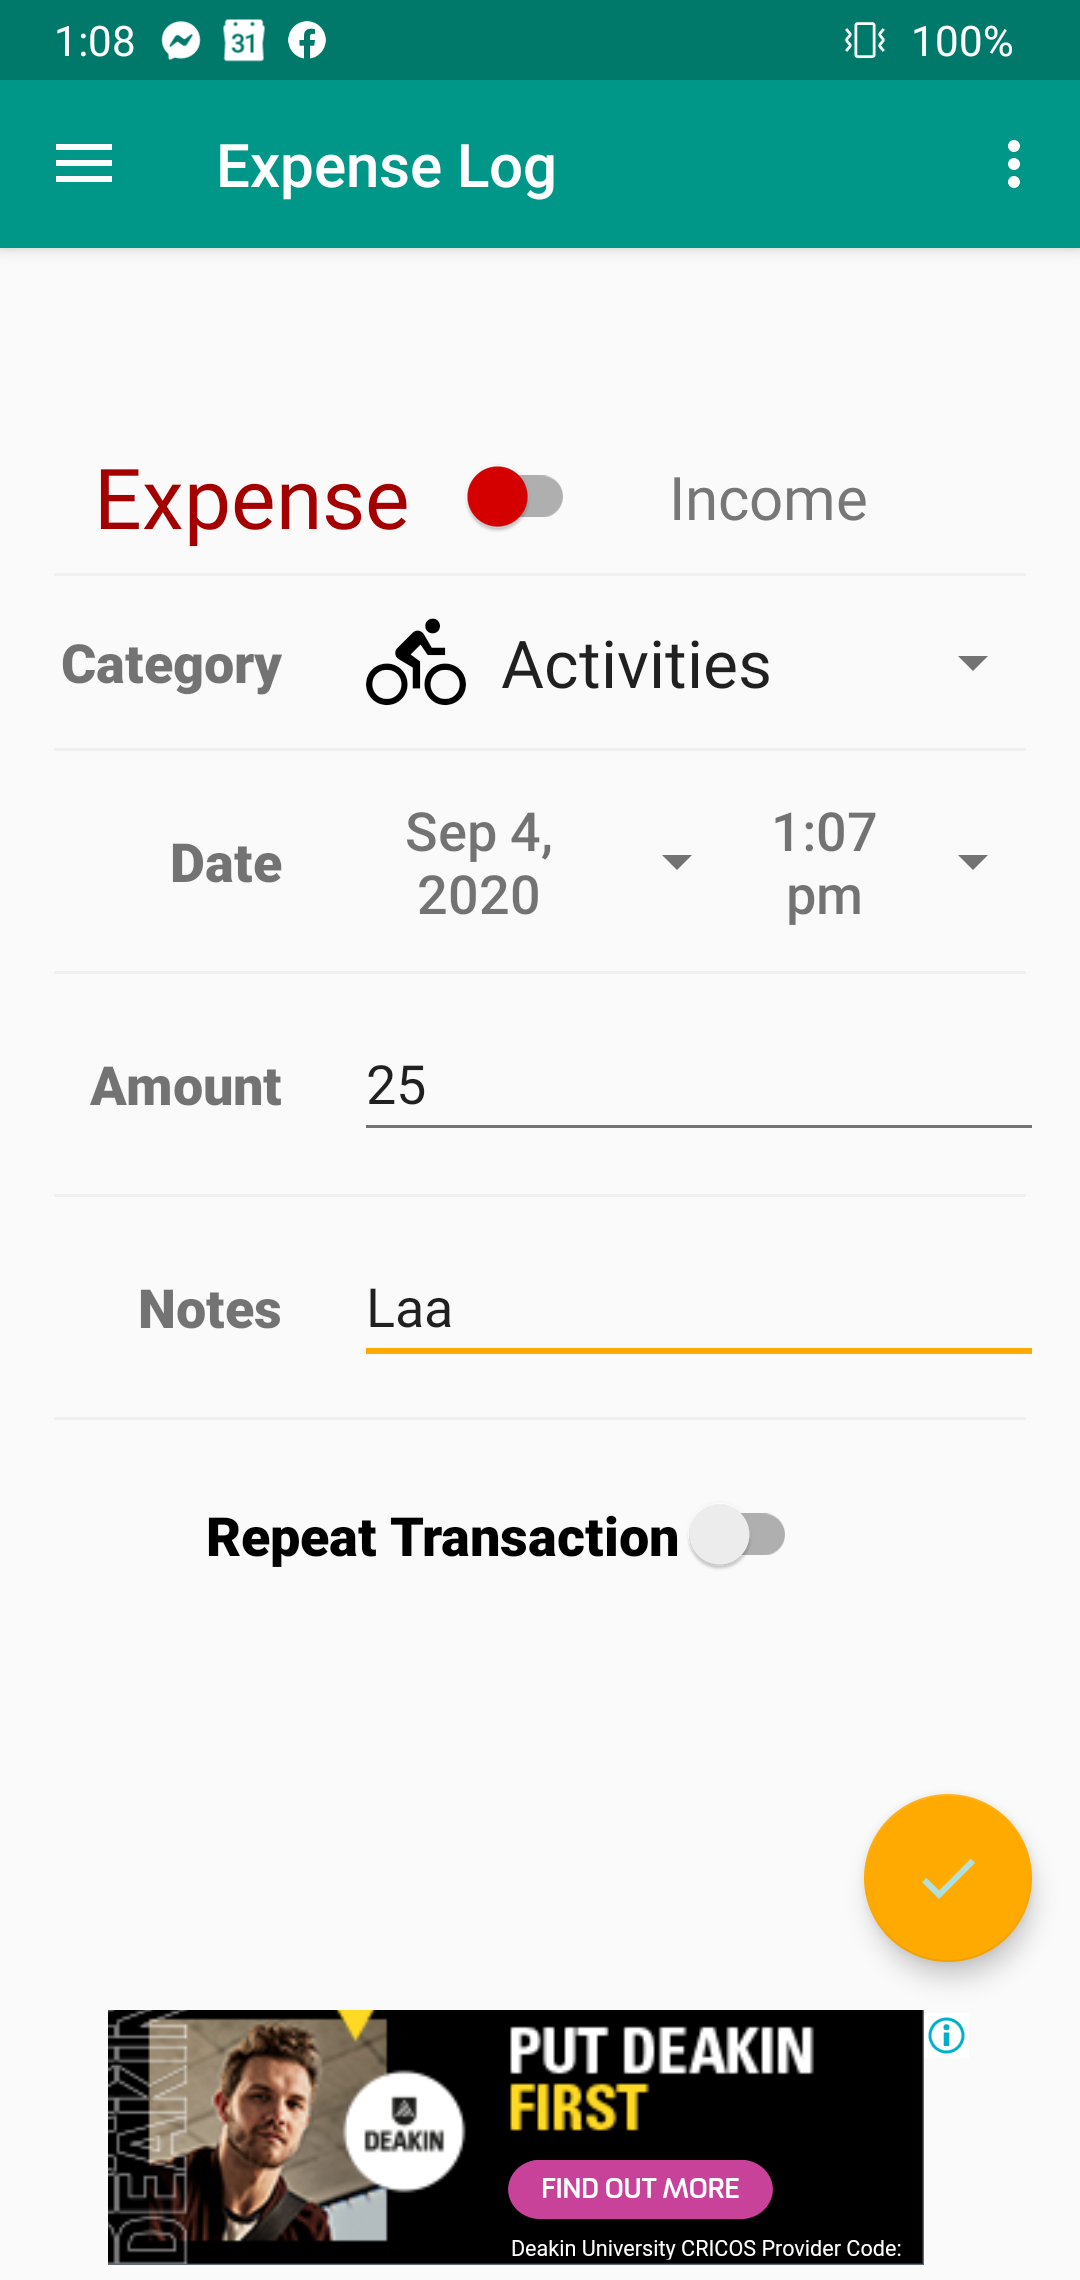 1:08 31 100%
Expense Log
Expense Income
Category Activities
Date Sep 4, 2020 1:07 pm
Amount 25
Notes Laa
Repeat Transaction
DEAKIN
PUT DEAKIN
FIRST
DEAKIN
FIND OUT MORE
Deakin University CRICOS Provider Code: